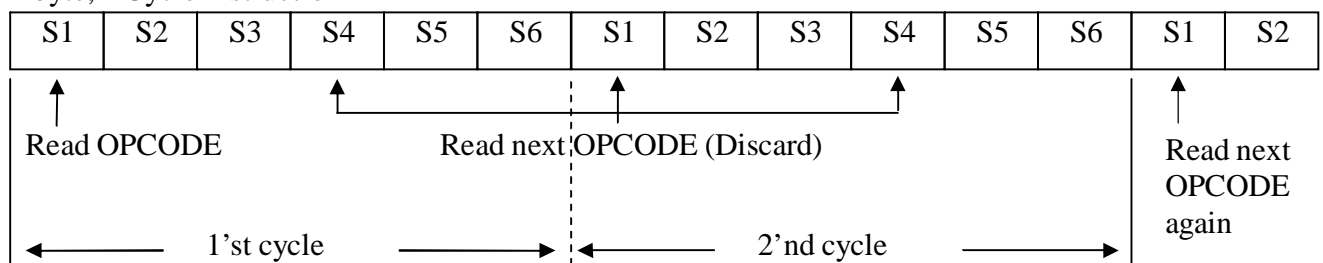 S1 S2 S3 S4 S5 S6 S1 S2 S3 S4 S5 S6 S1 S2
Read OPCODE
Read next OPCODE (Discard)
Read next
OPCODE
again
1’st cycle
2’nd cycle